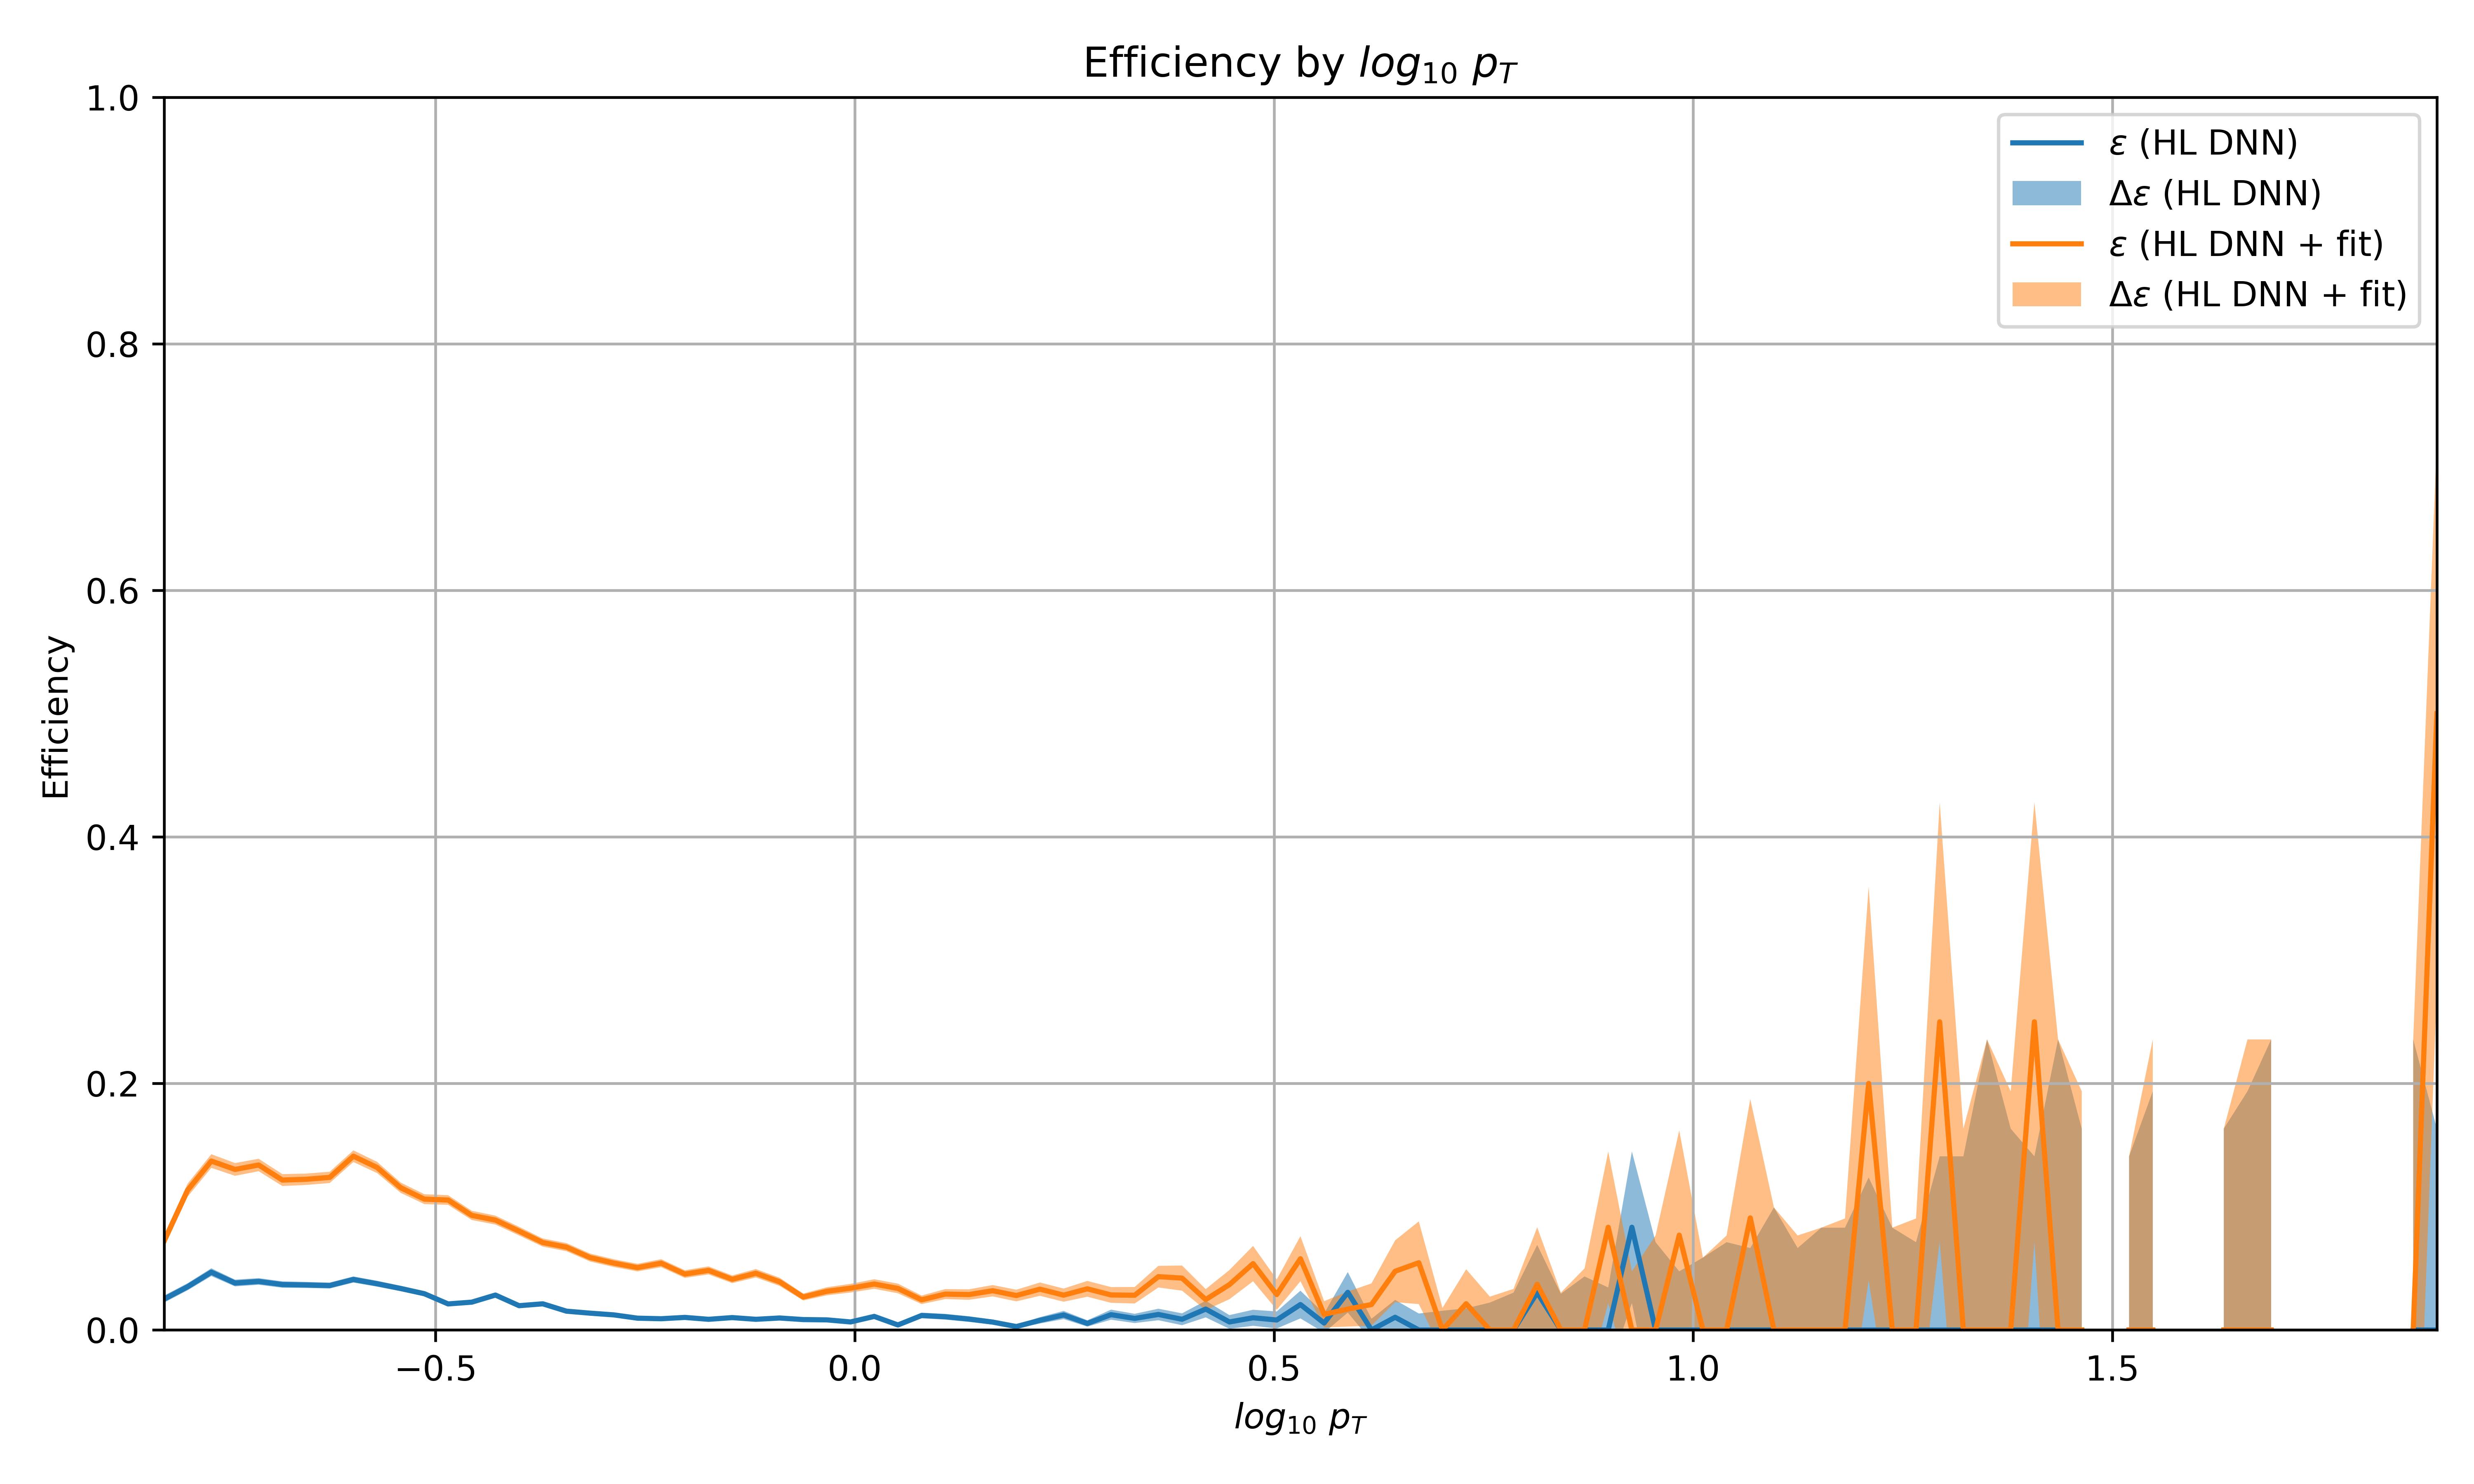 Efficiency by log₁₀ p_T
1.0
0.8
0.6
0.4
0.2
0.0
Efficiency
ε (HL DNN)
Δε (HL DNN)
ε (HL DNN + fit)
Δε (HL DNN + fit)
−0.5 0.0 0.5 1.0 1.5
log₁₀ p_T